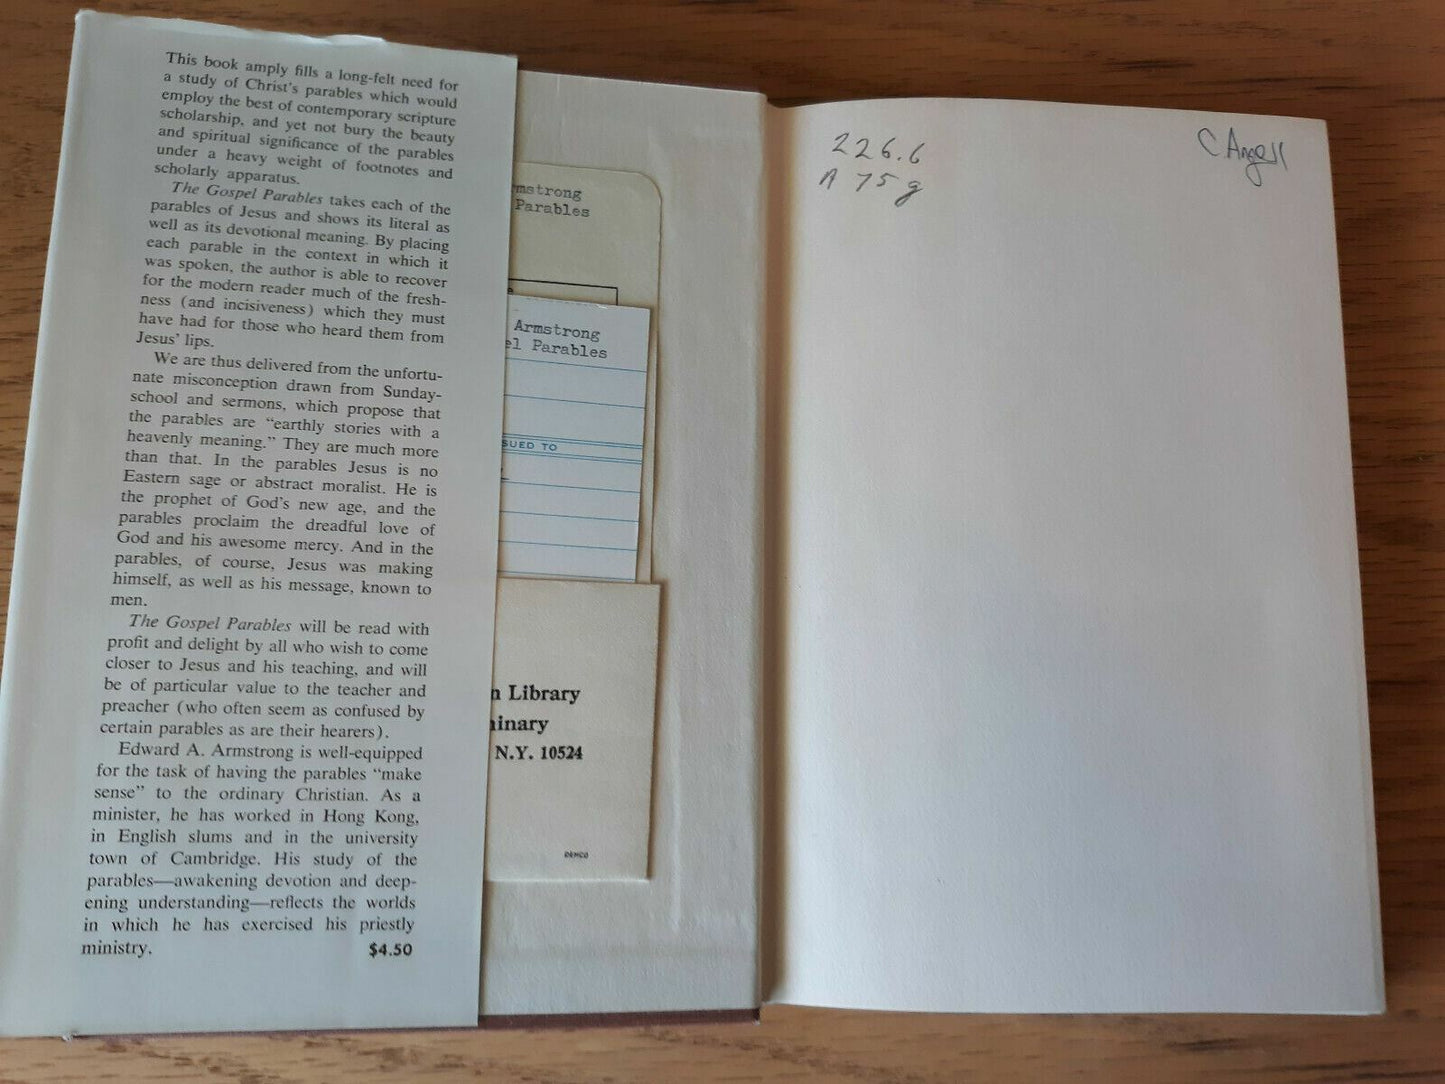 This book amply fills a long-felt need for
a study of Christ's parables which would
employ the best of contemporary scripture
scholarship, and yet not bury the beauty
and spiritual significance of the parables
under a heavy weight of footnotes and
scholarly apparatus.
The Gospel Parables takes each of the
parables of Jesus and shows its literal as
well as its devotional meaning. By placing
each parable in the context in which it
was spoken, the author is able to recover
for the modern reader much of the fresh-
ness (and incisiveness) which they must
have had for those who heard them from
Jesus' lips.
We are thus delivered from the unfortu-
nate misconception drawn from Sunday-
school and sermons, which propose that
the parables are "earthly stories with a
heavenly meaning." They are much more
than that. In the parables Jesus is no
Eastern sage or abstract moralist. He is
the prophet of God's new age, and the
parables proclaim the dreadful love of
God and his awesome mercy. And in the
parables, of course, Jesus was making
himself, as well as his message, known to
men.
The Gospel Parables will be read with
profit and delight by all who wish to come
closer to Jesus and his teaching, and will
be of particular value to the teacher and
preacher (who often seem as confused by
certain parables as are their hearers).
Edward A. Armstrong is well-equipped
for the task of having the parables "make
sense" to the ordinary Christian. As a
minister, he has worked in Hong Kong,
in English slums and in the university
town of Cambridge. His study of the
parables—awakening devotion and deep-
ening understanding—reflects the worlds
in which he has exercised his priestly
ministry. $4.50
mstrong
Parables
Armstrong
el Parables
SUED TO
n Library
inary
N.Y. 10524
DEMCO
226.6
A 75 g
C Angell